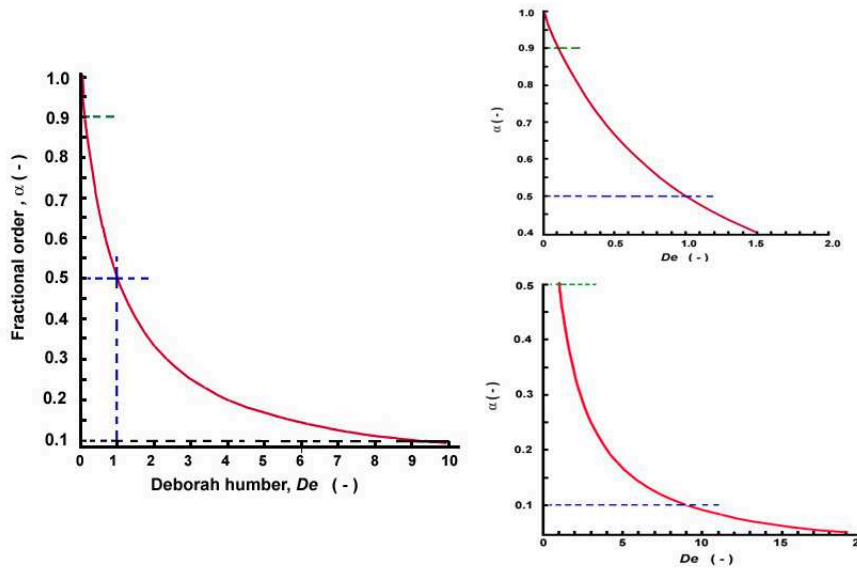 1.0
0.9
0.8
0.7
0.6
0.5
0.4
0.3
0.2
0.1
Fractional order , α ( - )
0 1 2 3 4 5 6 7 8 9 10
Deborah humber, De ( - )
1.0
0.9
0.8
0.7
0.6
0.5
0.4
α ( - )
0 0.5 1.0 1.5 2.0
De ( - )
0.5
0.4
0.3
0.2
0.1
α ( - )
0 5 10 15 2
De ( - )